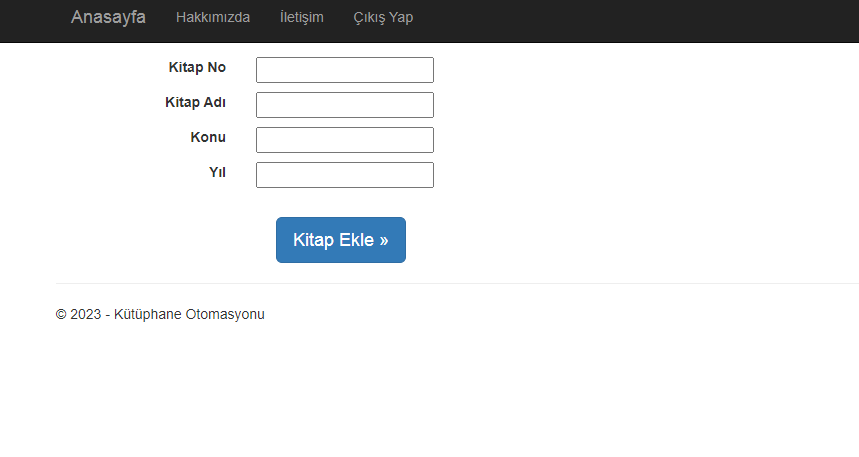 Anasayfa Hakkımızda İletişim Çıkış Yap
Kitap No
Kitap Adı
Konu
Yıl
Kitap Ekle »
© 2023 - Kütüphane Otomasyonu